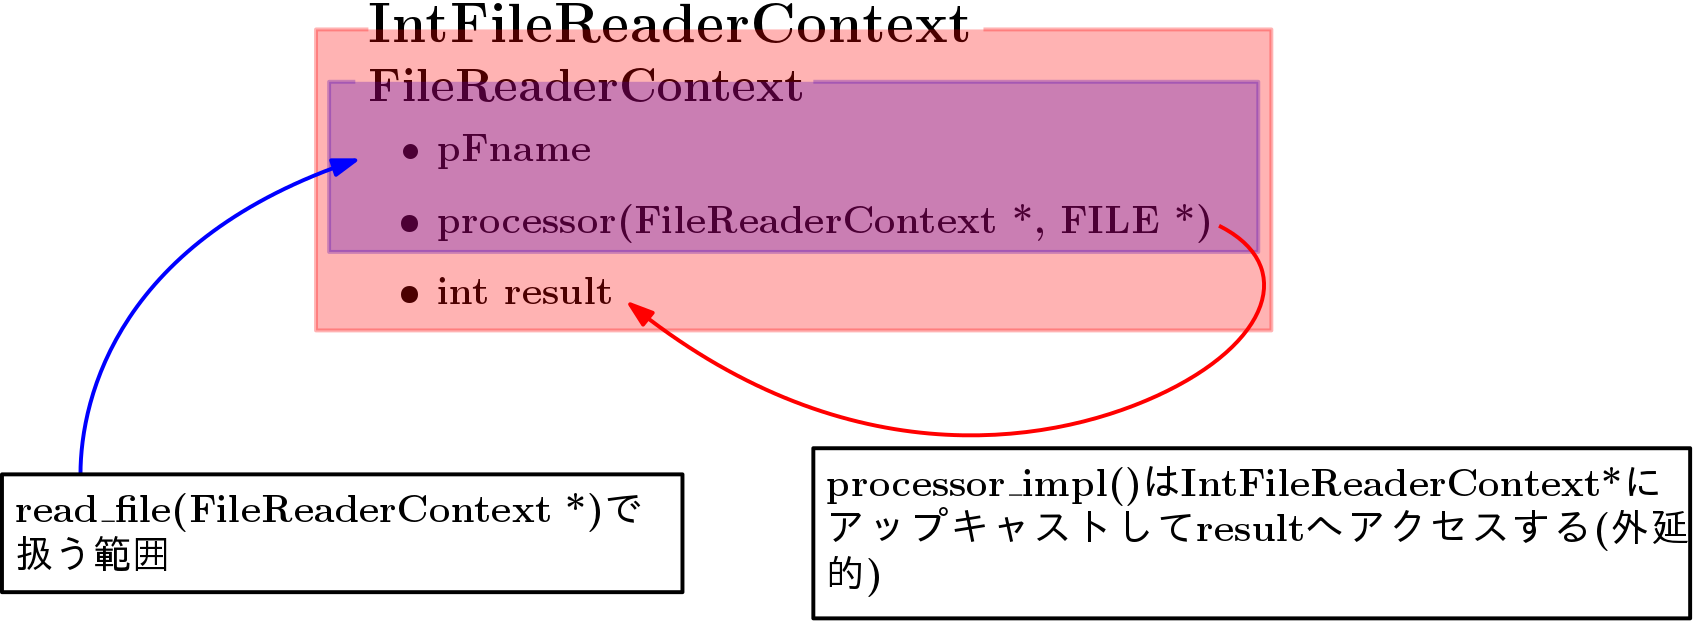 IntFileReaderContext
FileReaderContext
• pFname
• processor(FileReaderContext *, FILE *)
• int result
read_file(FileReaderContext *)で
扱う範囲
processor_impl()はIntFileReaderContext*に
アップキャストしてresultへアクセスする(外延
的)